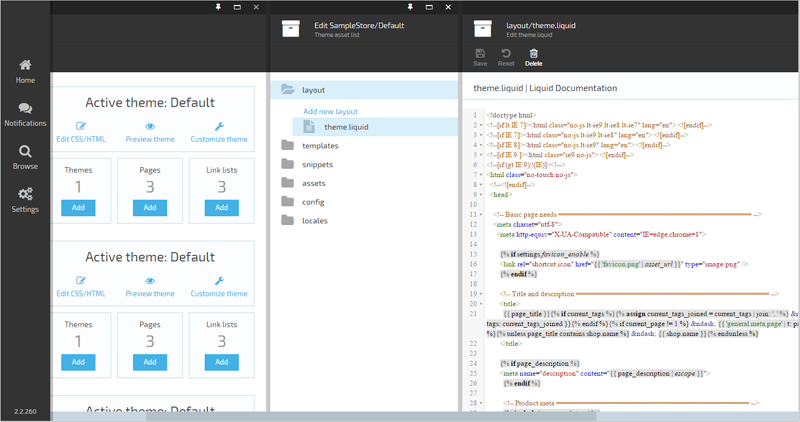 Home
Notifications
Browse
Settings
2.2.260
Active theme: Default
Edit CSS/HTML Preview theme Customize theme
Themes Pages Link lists
1 3 3
Add Add Add
Active theme: Default
Edit CSS/HTML Preview theme Customize theme
Themes Pages Link lists
1 3 3
Add Add Add
Active theme: Default
Edit SampleStore/Default
Theme asset list
layout
Add new layout
theme.liquid
templates
snippets
assets
config
locales
layout/theme.liquid
Edit theme.liquid
Save Reset Delete
theme.liquid | Liquid Documentation
1 <!doctype html>
2 <!--[if lt IE 7]><html class="no-js lt-ie9 lt-ie8 lt-ie7" lang="en"> <![endif]-->
3 <!--[if IE 7]><html class="no-js lt-ie9 lt-ie8" lang="en"> <![endif]-->
4 <!--[if IE 8]><html class="no-js lt-ie9" lang="en"> <![endif]-->
5 <!--[if IE 9 ]><html class="ie9 no-js"> <![endif]-->
6 <!--[if (gt IE 9)|!(IE)]><!-->
7 <html class="no-touch no-js">
8 <!--<![endif]-->
9 <head>
10
11 <!-- Basic page needs ================================================== -->
12 <meta charset="utf-8">
13 <meta http-equiv="X-UA-Compatible" content="IE=edge,chrome=1">
14
15 {% if settings.favicon_enable %}
16 <link rel="shortcut icon" href="{{ 'favicon.png' | asset_url }}" type="image/png" />
17 {% endif %}
18
19 <!-- Title and description ================================================== -->
20 <title>
21 {{ page_title }}{% if current_tags %}{% assign current_tags_joined = current_tags | join: ', ' %} &
tags: current_tags_joined }}{% endif %}{% if current_page != 1 %} &ndash; {{ 'general.meta.page' | t: p
%}{% unless page_title contains shop.name %} &ndash; {{ shop.name }}{% endunless %}
22 </title>
23
24 {% if page_description %}
25 <meta name="description" content="{{ page_description | escape }}">
26 {% endif %}
27
28 <!-- Product meta ================================================== -->